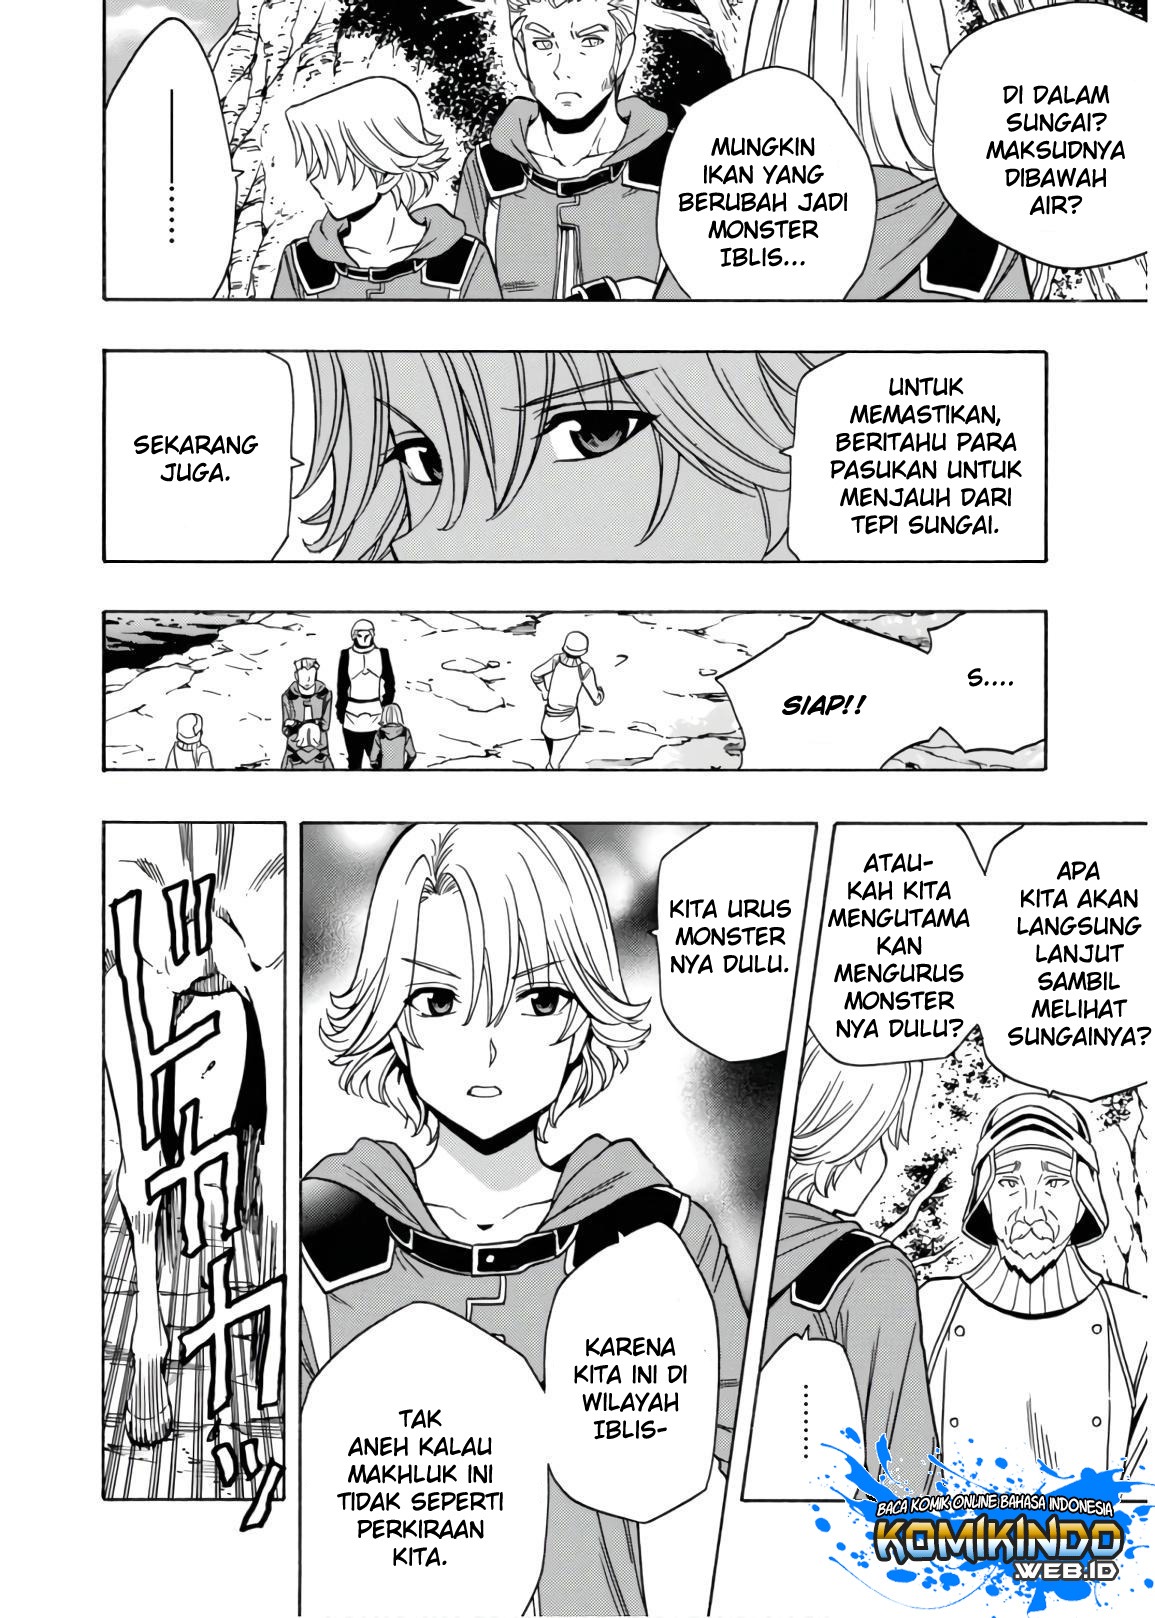 DI DALAM
SUNGAI?
MAKSUDNYA
DIBAWAH
AIR?
MUNGKIN
IKAN YANG
BERUBAH JADI
MONSTER
IBLIS...
UNTUK
MEMASTIKAN,
BERITAHU PARA
PASUKAN UNTUK
MENJAUH DARI
TEPI SUNGAI.
SEKARANG
JUGA.
S....
SIAP!!
APA
KITA AKAN
LANGSUNG
LANJUT
SAMBIL
MELIHAT
SUNGAINYA?
ATAU-
KAH KITA
MENGUTAMA
KAN
MENGURUS
MONSTER
NYA DULU?
KITA URUS
MONSTER
NYA DULU.
KARENA
KITA INI DI
WILAYAH
IBLIS-
TAK
ANEH KALAU
MAKHLUK INI
TIDAK SEPERTI
PERKIRAAN
KITA.
BACA KOMIK ONLINE BAHASA INDONESIA
KOMIKINDO
.WEB.ID